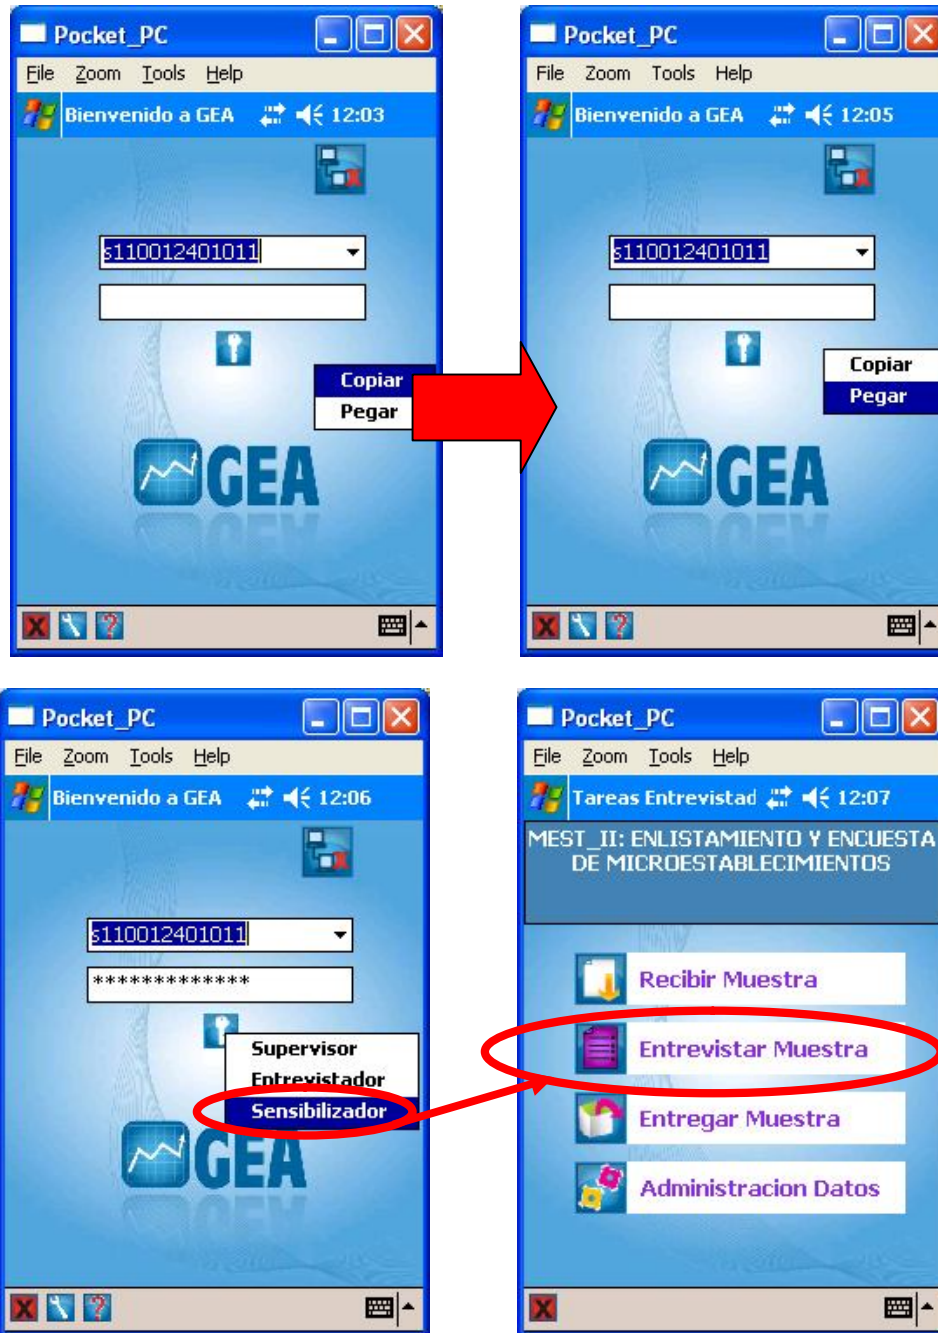 Pocket_PC
File Zoom Tools Help
Bienvenido a GEA 12:03
s110012401011
Copiar
Pegar
GEA
Pocket_PC
File Zoom Tools Help
Bienvenido a GEA 12:05
s110012401011
Copiar
Pegar
GEA
Pocket_PC
File Zoom Tools Help
Bienvenido a GEA 12:06
s110012401011
*************
Supervisor
Entrevistador
Sensibilizador
GEA
Pocket_PC
File Zoom Tools Help
Tareas Entrevistad 12:07
MEST_II: ENLISTAMIENTO Y ENCUESTA
DE MICROESTABLECIMIENTOS
Recibir Muestra
Entrevistar Muestra
Entregar Muestra
Administracion Datos